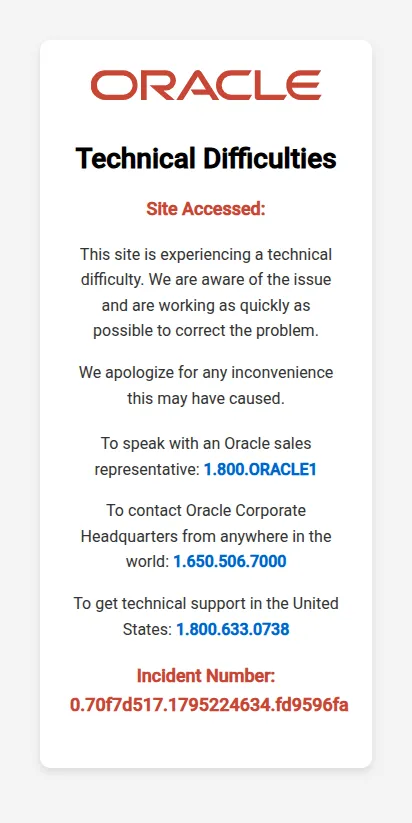 ORACLE
Technical Difficulties
Site Accessed:
This site is experiencing a technical
difficulty. We are aware of the issue
and are working as quickly as
possible to correct the problem.
We apologize for any inconvenience
this may have caused.
To speak with an Oracle sales
representative: 1.800.ORACLE1
To contact Oracle Corporate
Headquarters from anywhere in the
world: 1.650.506.7000
To get technical support in the United
States: 1.800.633.0738
Incident Number:
0.70f7d517.1795224634.fd9596fa